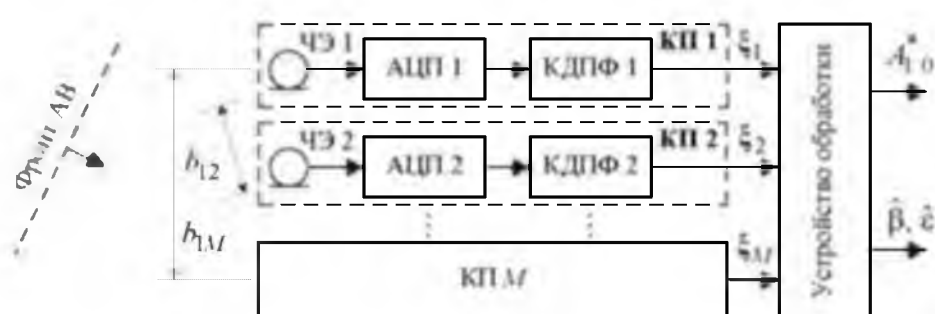 Фронт АВ
ЧЭ 1
АЦП 1
КДПФ 1
КП 1
ξ1
ЧЭ 2
АЦП 2
КДПФ 2
КП 2
ξ2
b12
b1M
КП M
ξM
Устройство обработки
β̂, ε̂